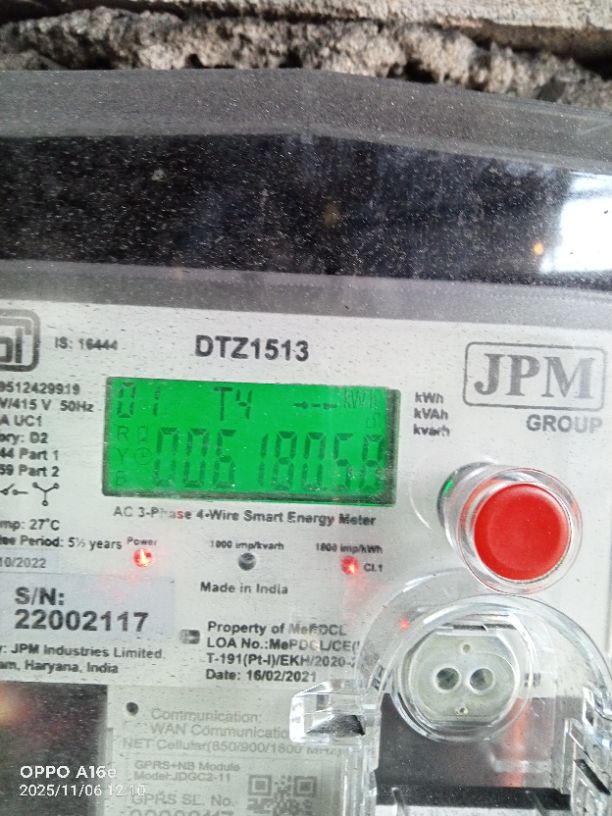 IS: 16444
DTZ1513
JPM
GROUP
9512429919
V/415 V 50Hz
A UC1
ory: D2
44 Part 1
59 Part 2
01 T4 kWh
R
Y
00618058
kWh
kVAh
kvarh
AC 3-Phase 4-Wire Smart Energy Meter
mp: 27°C
tee Period: 5½ years
10/2022
Power
1000 imp/kvarh
1000 imp/kWh
Cl.1
Made in India
S/N:
22002117
y: JPM Industries Limited.
am, Haryana, India
Property of MePDCL
LOA No.:MePDCL/CE(
T-191(Pt-I)/EKH/2020-
Date: 16/02/2021
Communication:
WAN Communicatio
NET Cellular(850/900/1800 MHz
GPRS+NB Module
Model:JDGC2-11
GPRS SL. No.
OPPO A16e
2025/11/06 12:10